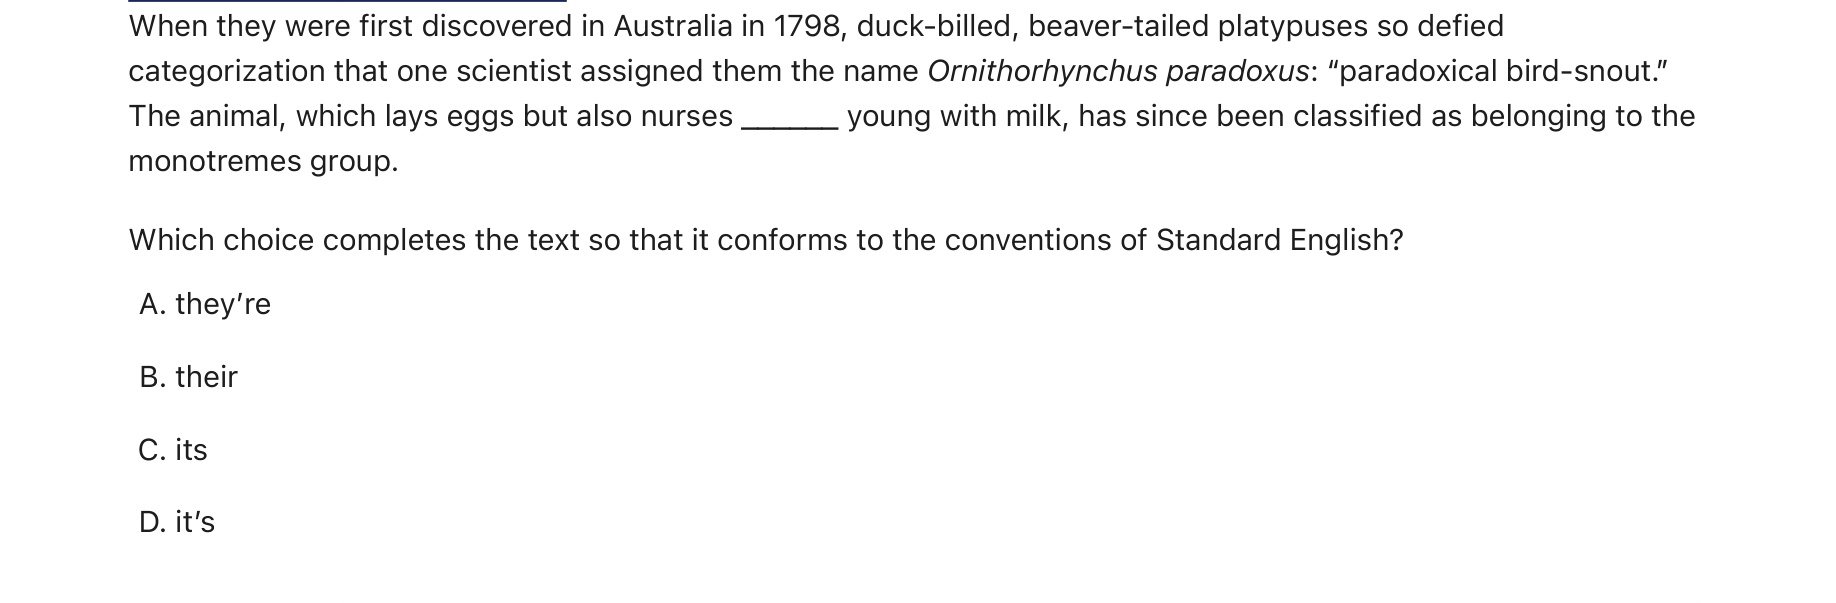 When they were first discovered in Australia in 1798, duck-billed, beaver-tailed platypuses so defied
categorization that one scientist assigned them the name Ornithorhynchus paradoxus: “paradoxical bird-snout.”
The animal, which lays eggs but also nurses ______ young with milk, has since been classified as belonging to the
monotremes group.
Which choice completes the text so that it conforms to the conventions of Standard English?
A. they’re
B. their
C. its
D. it’s